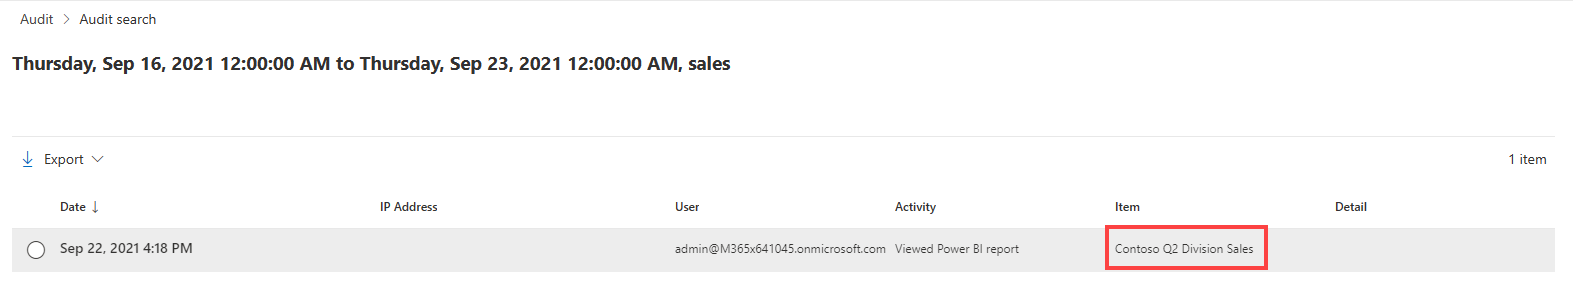 Audit > Audit search
Thursday, Sep 16, 2021 12:00:00 AM to Thursday, Sep 23, 2021 12:00:00 AM, sales
Export 1 item
Date ↓ IP Address User Activity Item Detail
Sep 22, 2021 4:18 PM admin@M365x641045.onmicrosoft.com Viewed Power BI report Contoso Q2 Division Sales